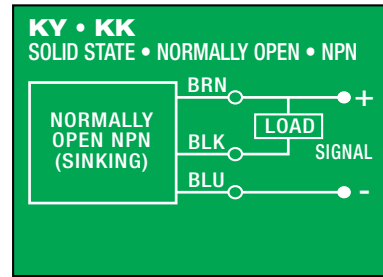 KY • KK
SOLID STATE • NORMALLY OPEN • NPN
BRN
+
NORMALLY
OPEN NPN
(SINKING)
LOAD
BLK
SIGNAL
BLU
-